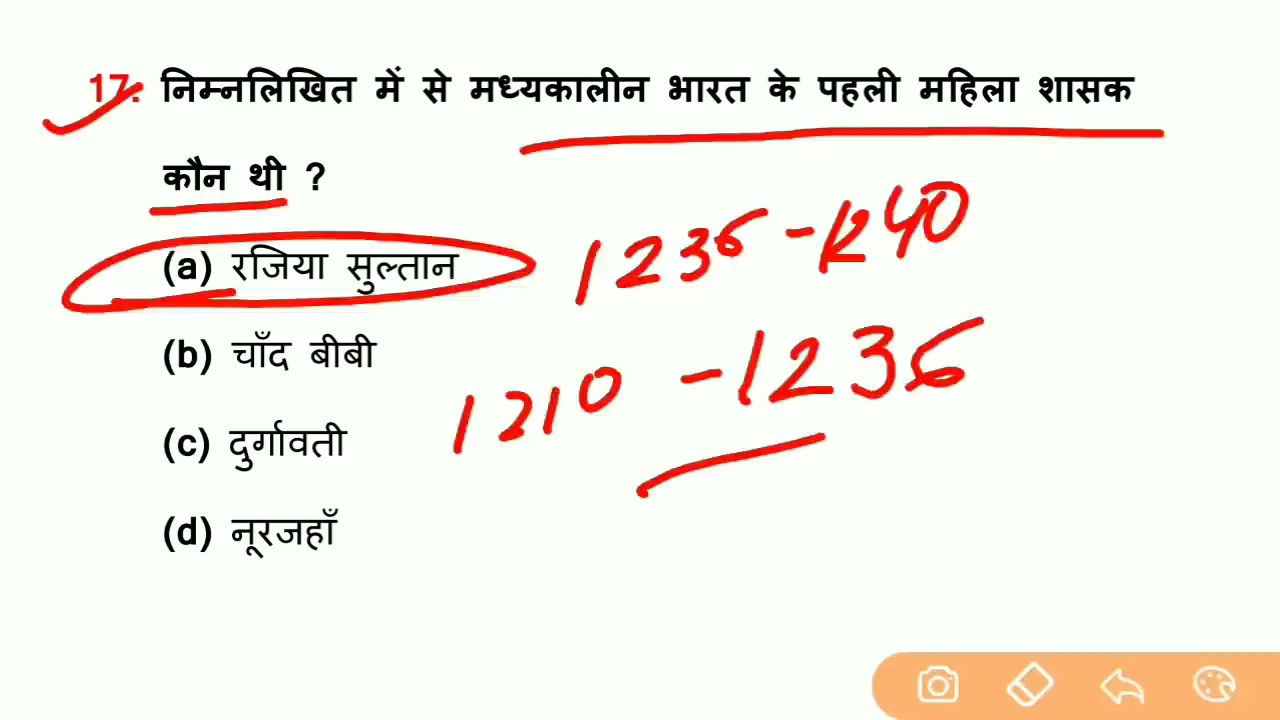 17. निम्नलिखित में से मध्यकालीन भारत के पहली महिला शासक
कौन थी ?
(a) रजिया सुल्तान
1236 - 1240
(b) चाँद बीबी
1210 - 1236
(c) दुर्गावती
(d) नूरजहाँ